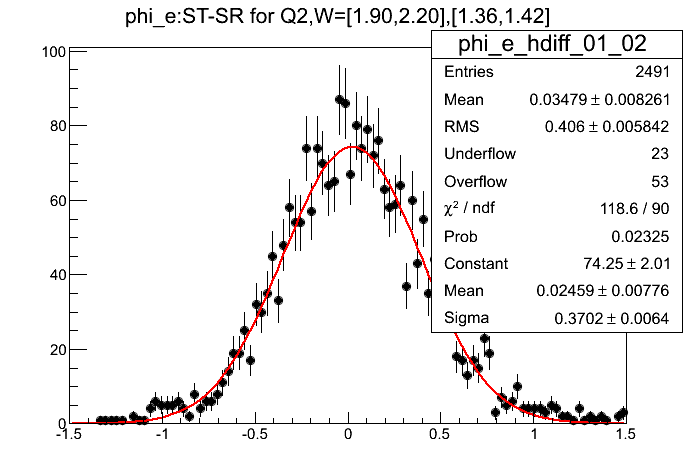 phi_e:ST-SR for Q2,W=[1.90,2.20],[1.36,1.42]
phi_e_hdiff_01_02
Entries 2491
Mean 0.03479 ± 0.008261
RMS 0.406 ± 0.005842
Underflow 23
Overflow 53
χ² / ndf 118.6 / 90
Prob 0.02325
Constant 74.25 ± 2.01
Mean 0.02459 ± 0.00776
Sigma 0.3702 ± 0.0064
100
80
60
40
20
0
-1.5 -1 -0.5 0 0.5 1 1.5